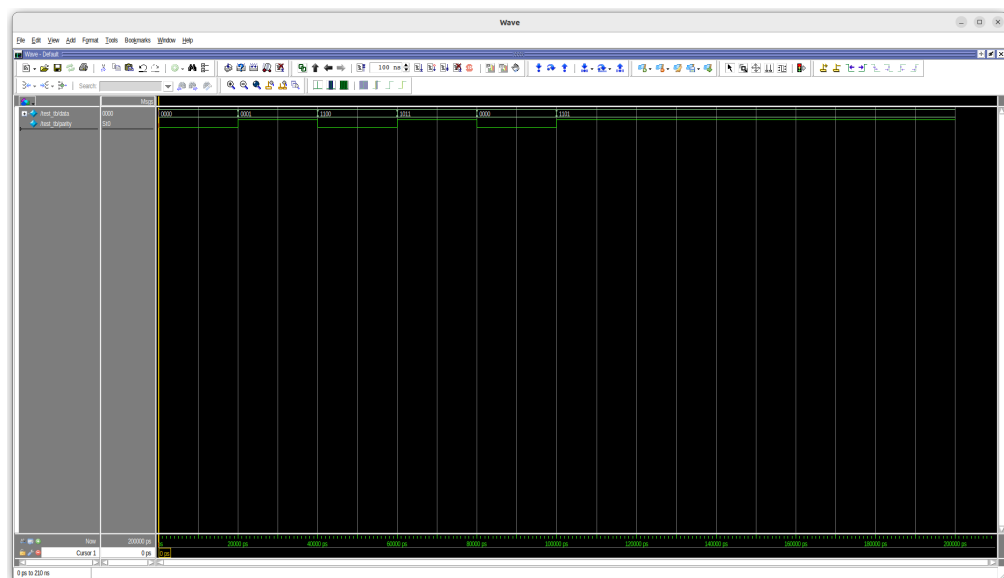 Wave
File Edit View Add Format Tools Bookmarks Window Help
Wave - Default
100 ns
Search:
Msgs
/test_tb/data 0000 0000 0001 1100 1011 0000 1101
/test_tb/parity St0
Now 200000 ps ps 20000 ps 40000 ps 60000 ps 80000 ps 100000 ps 120000 ps 140000 ps 160000 ps 180000 ps 200000 ps
Cursor 1 0 ps 0 ps
0 ps to 210 ns